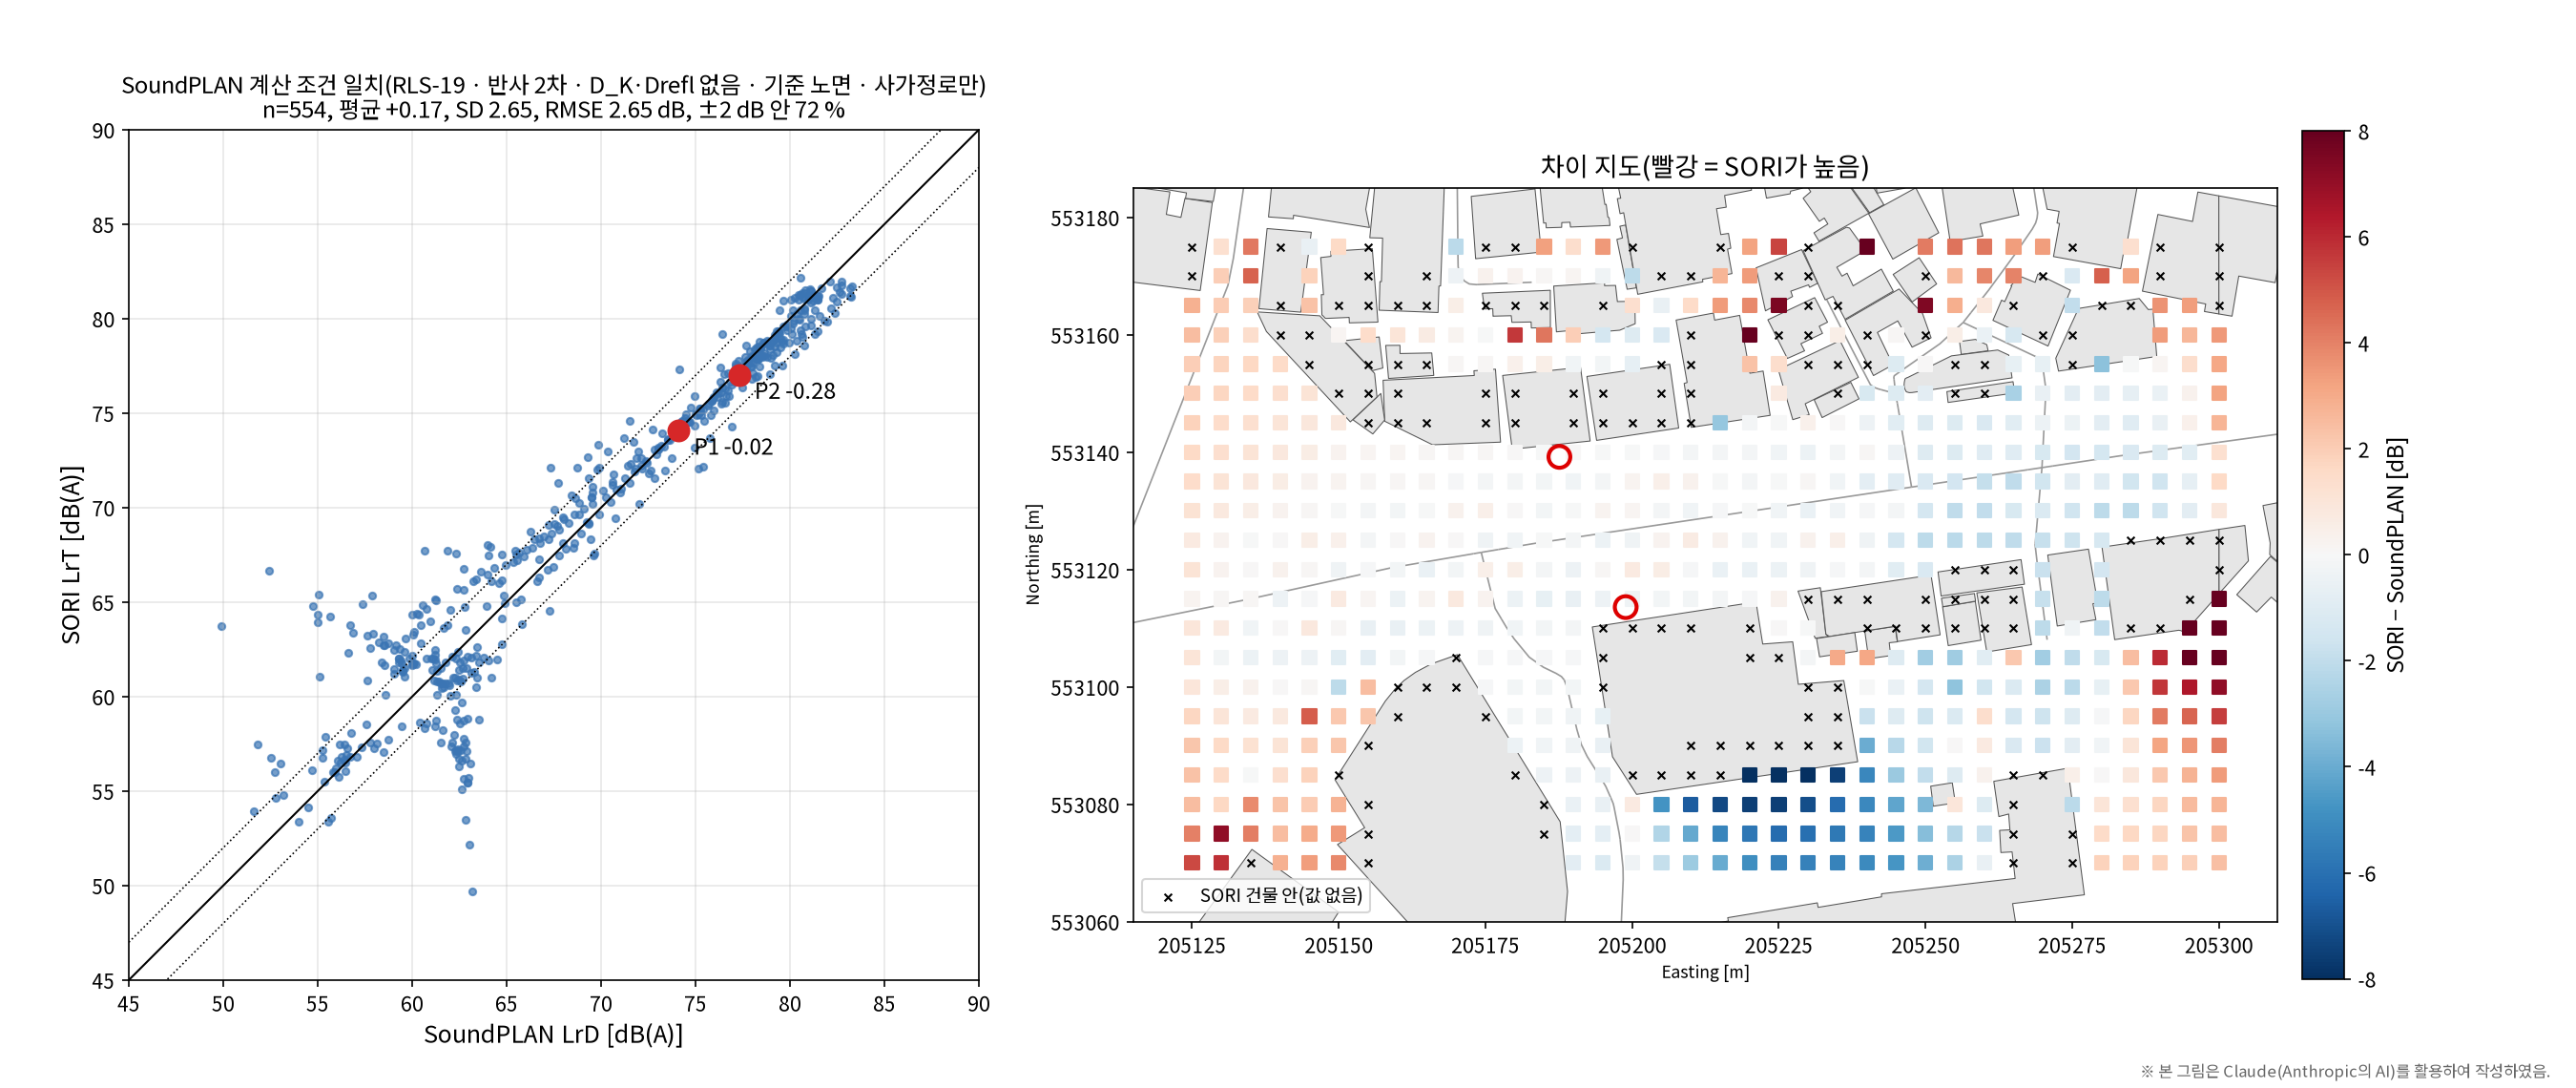 SoundPLAN 계산 조건 일치(RLS-19 · 반사 2차 · D_K·Drefl 없음 · 기준 노면 · 사가정로만)
n=554, 평균 +0.17, SD 2.65, RMSE 2.65 dB, ±2 dB 안 72 %
90
85
80
75
70
65
60
55
50
45
SORI LrT [dB(A)]
P2 -0.28
P1 -0.02
45 50 55 60 65 70 75 80 85 90
SoundPLAN LrD [dB(A)]
차이 지도(빨강 = SORI가 높음)
553180
553160
553140
553120
553100
553080
553060
Northing [m]
SORI 건물 안(값 없음)
205125 205150 205175 205200 205225 205250 205275 205300
Easting [m]
8
6
4
2
0
-2
-4
-6
-8
SORI − SoundPLAN [dB]
※ 본 그림은 Claude(Anthropic의 AI)를 활용하여 작성하였음.